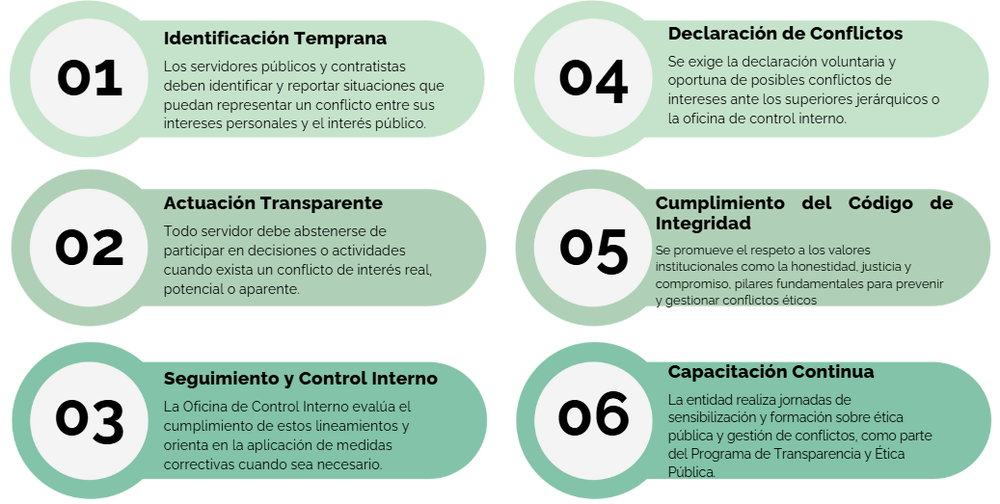 01
Identificación Temprana
Los servidores públicos y contratistas
deben identificar y reportar situaciones que
puedan representar un conflicto entre sus
intereses personales y el interés público.
02
Actuación Transparente
Todo servidor debe abstenerse de
participar en decisiones o actividades
cuando exista un conflicto de interés real,
potencial o aparente.
03
Seguimiento y Control Interno
La Oficina de Control Interno evalúa el
cumplimiento de estos lineamientos y
orienta en la aplicación de medidas
correctivas cuando sea necesario.
04
Declaración de Conflictos
Se exige la declaración voluntaria y
oportuna de posibles conflictos de
intereses ante los superiores jerárquicos o
la oficina de control interno.
05
Cumplimiento del Código de
Integridad
Se promueve el respeto a los valores
institucionales como la honestidad, justicia y
compromiso, pilares fundamentales para prevenir
y gestionar conflictos éticos
06
Capacitación Continua
La entidad realiza jornadas de
sensibilización y formación sobre ética
pública y gestión de conflictos, como parte
del Programa de Transparencia y Ética
Pública.